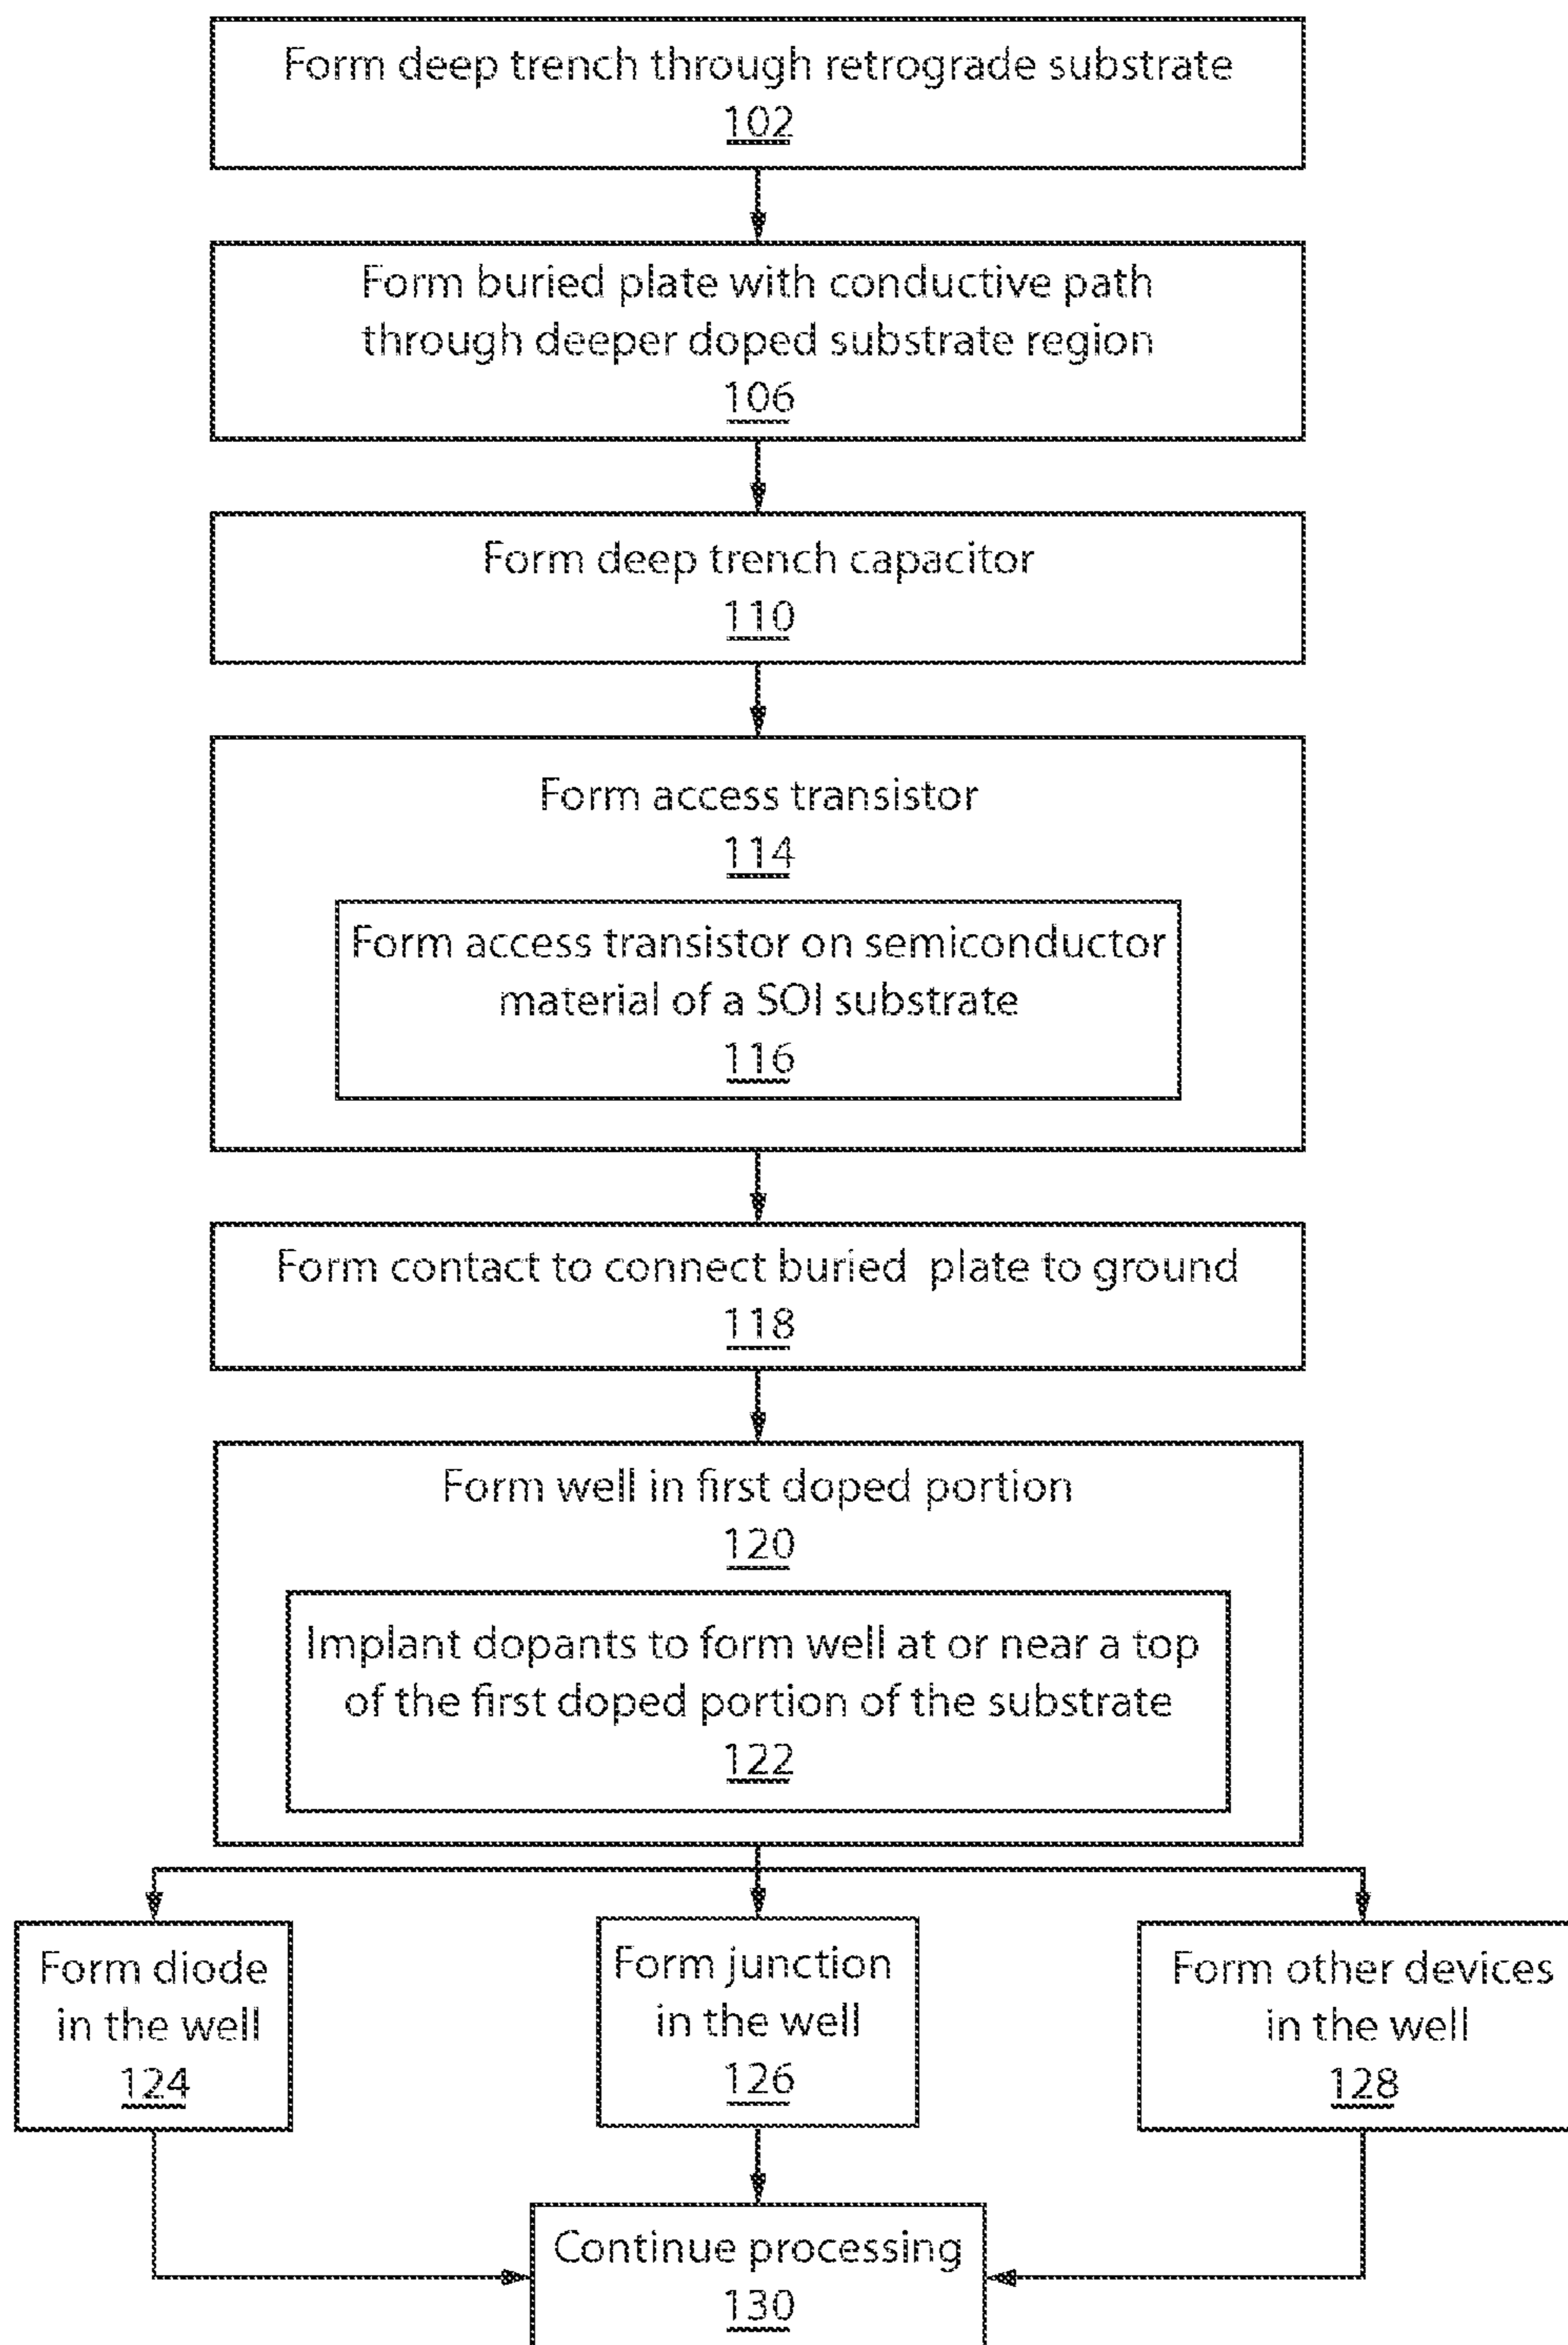 Form deep trench through retrograde substrate
102
Form buried plate with conductive path
through deeper doped substrate region
106
Form deep trench capacitor
110
Form access transistor
114
Form access transistor on semiconductor
material of a SOI substrate
116
Form contact to connect buried plate to ground
118
Form well in first doped portion
120
Implant dopants to form well at or near a top
of the first doped portion of the substrate
122
Form diode
in the well
124
Form junction
in the well
126
Form other devices
in the well
128
Continue processing
130